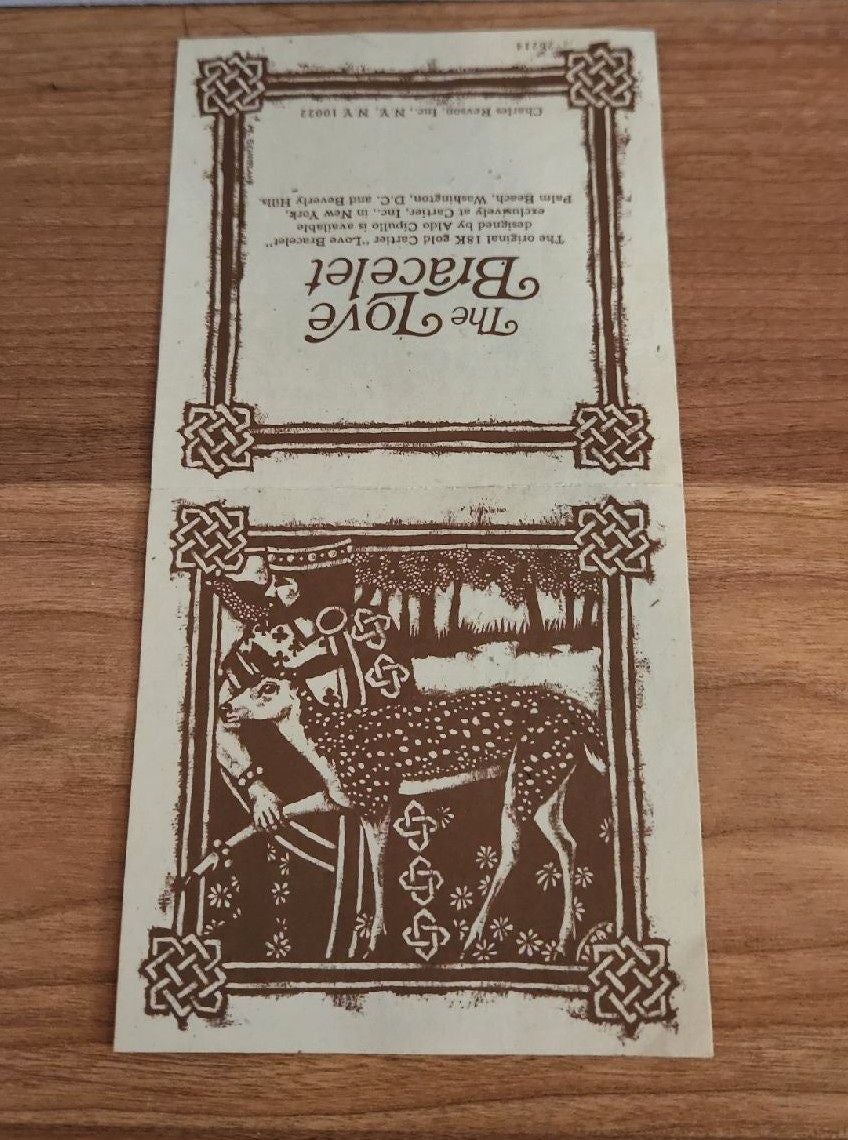 The Love
Bracelet
The original 18K gold Cartier "Love Bracelet"
designed by Aldo Cipullo is available
exclusively at Cartier, Inc., in New York,
Palm Beach, Washington, D.C. and Beverly Hills.
Charles Revson, Inc., N.Y., N.Y. 10022